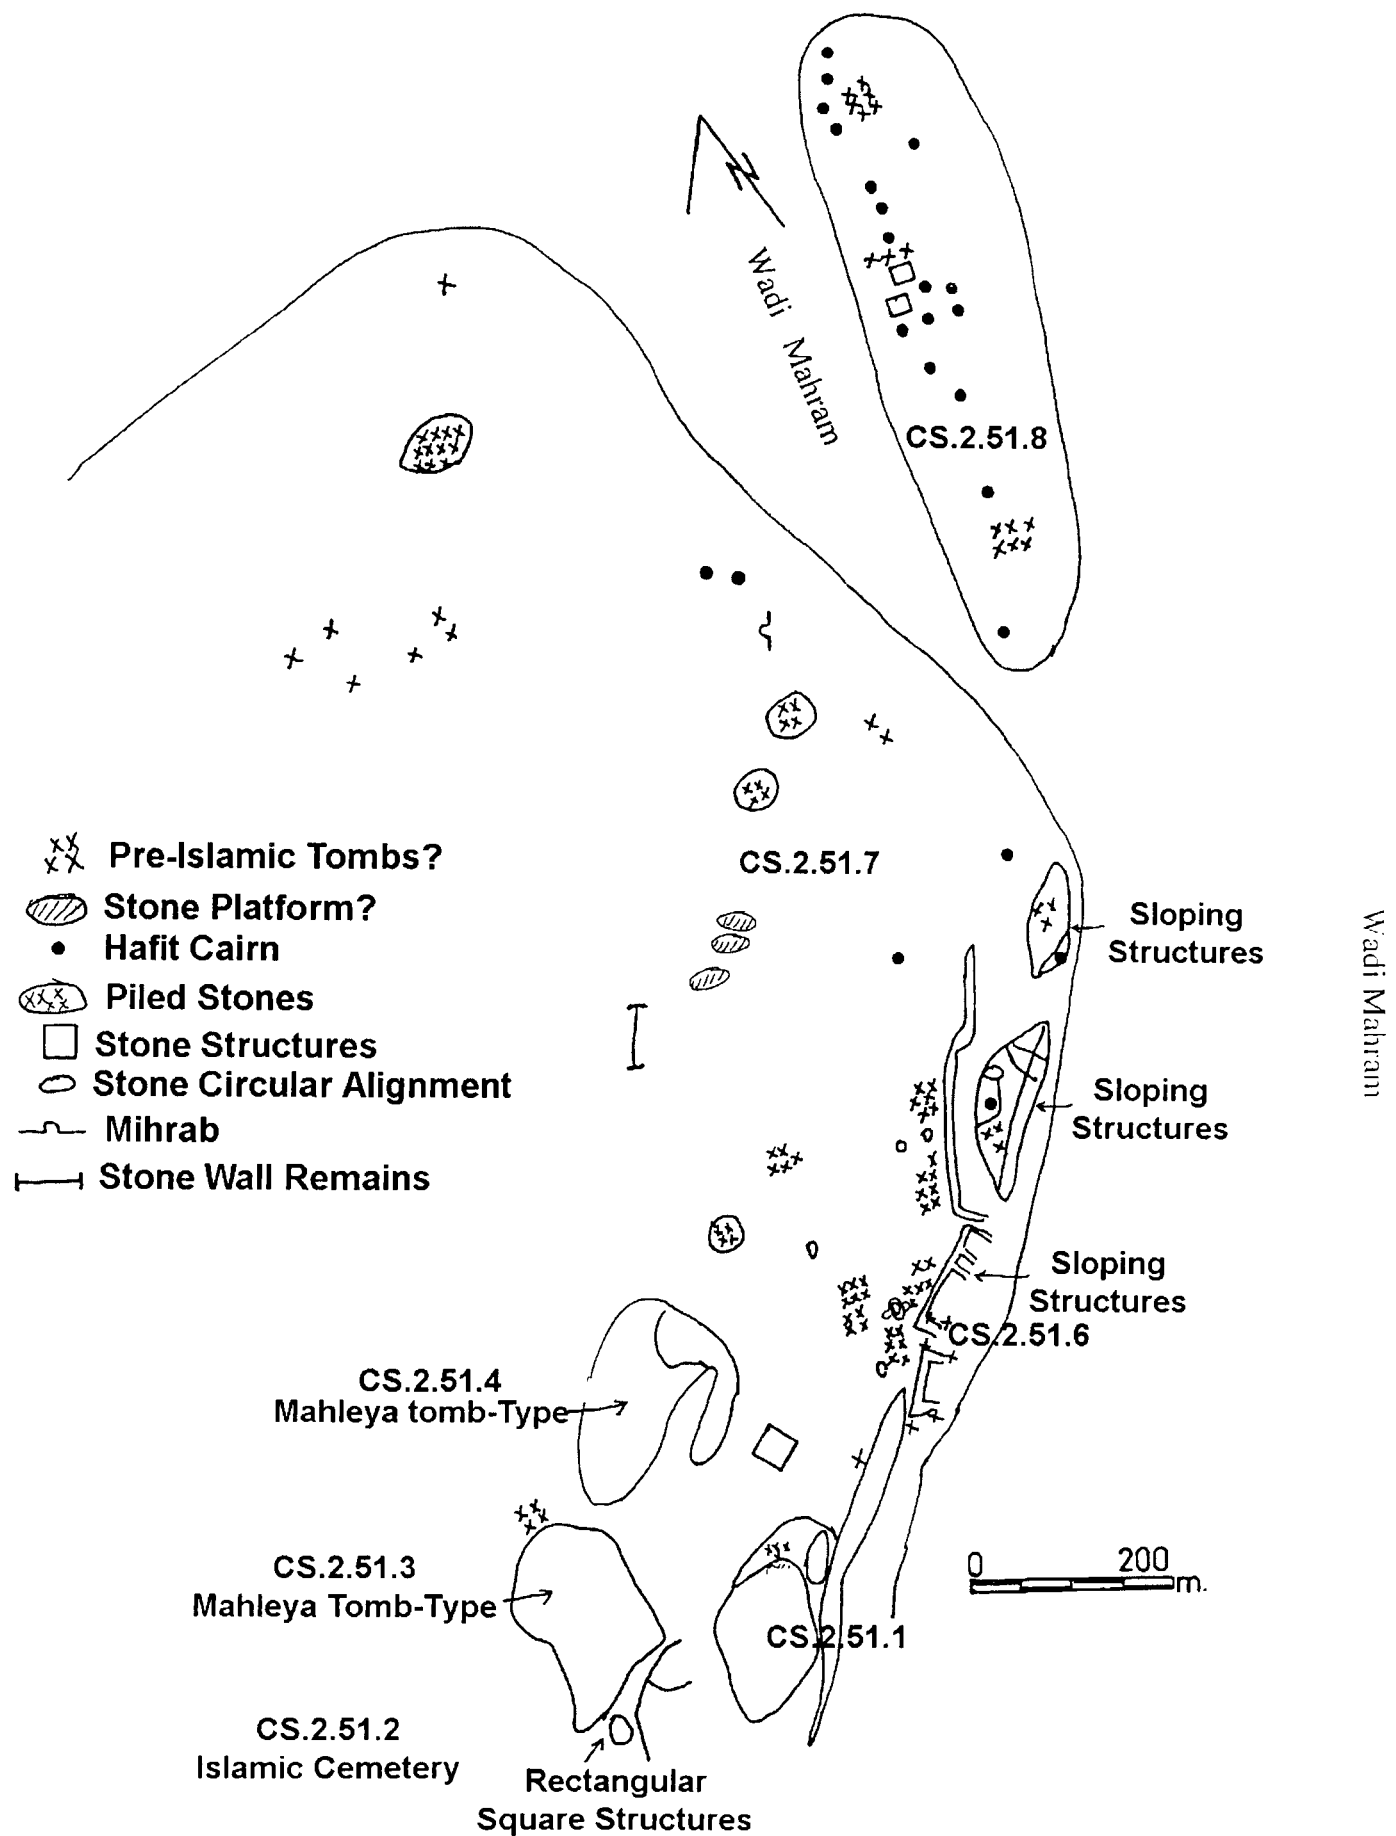 N
Wadi Mahram
CS.2.51.8
Pre-Islamic Tombs?
Stone Platform?
Hafit Cairn
Piled Stones
Stone Structures
Stone Circular Alignment
Mihrab
Stone Wall Remains
CS.2.51.7
Sloping
Structures
Wadi Mahram
Sloping
Structures
Sloping
Structures
CS.2.51.6
CS.2.51.4
Mahleya tomb-Type
CS.2.51.3
Mahleya Tomb-Type
0 200
m.
CS.2.51.1
CS.2.51.2
Islamic Cemetery
Rectangular
Square Structures